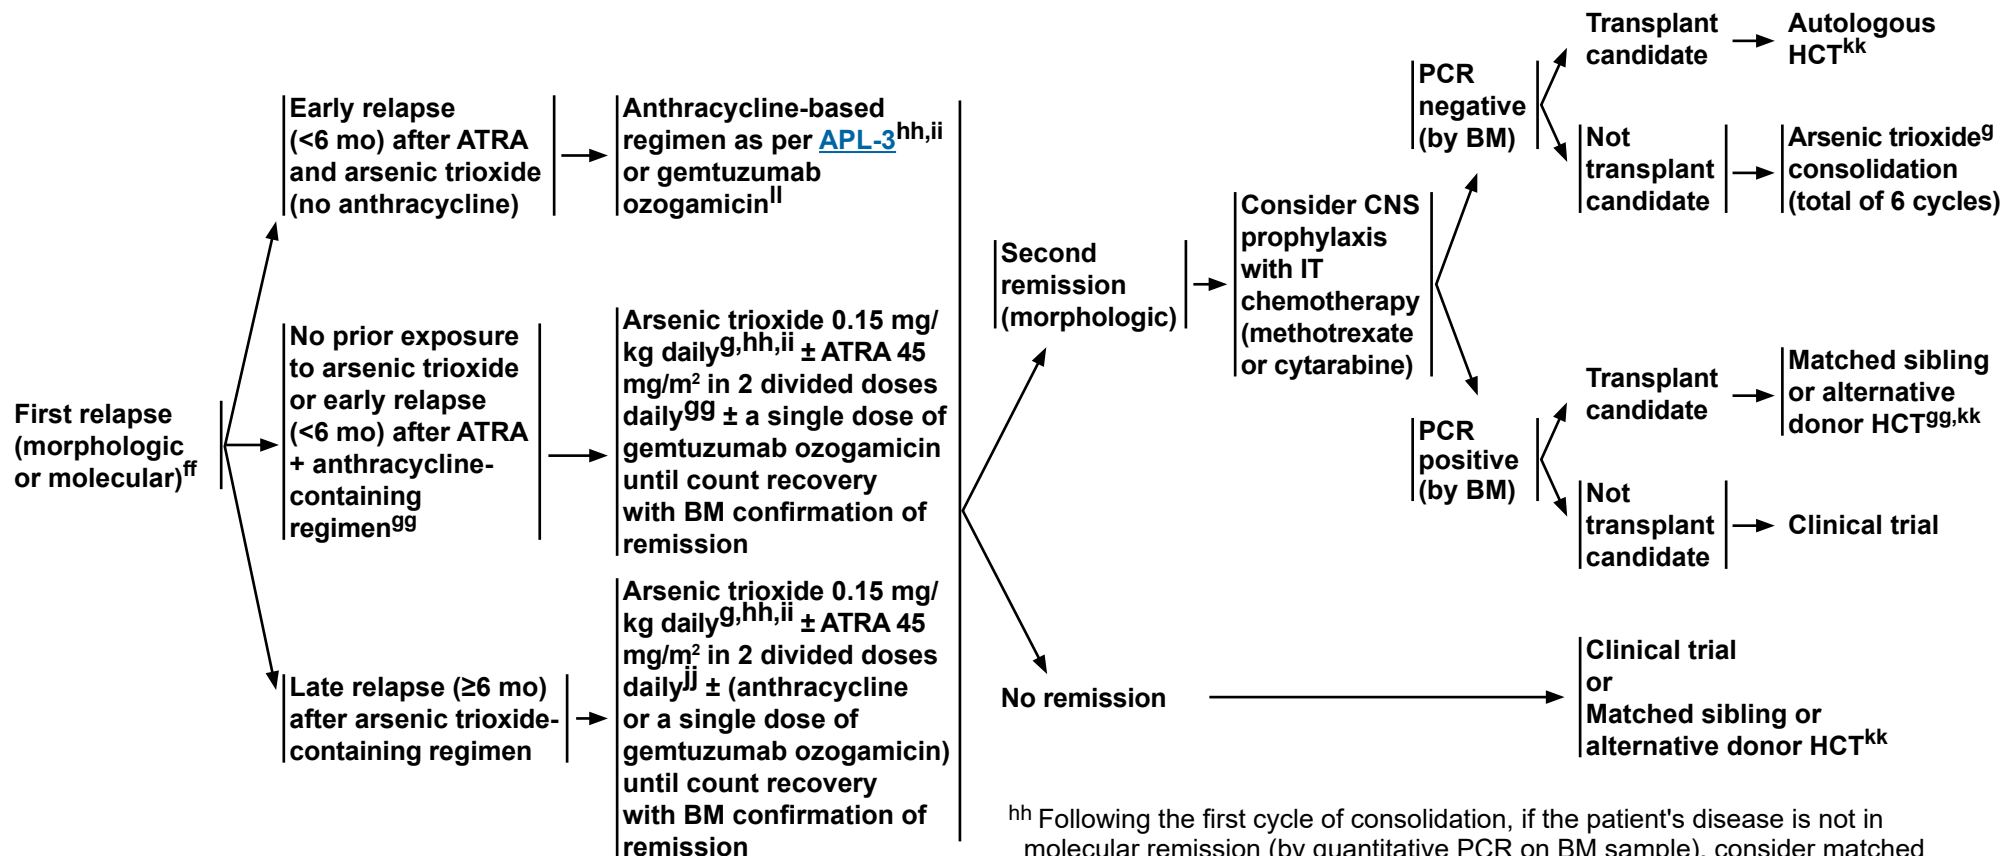 First relapse
(morphologic
or molecular)ff
Early relapse
(<6 mo) after ATRA
and arsenic trioxide
(no anthracycline)
Anthracycline-based
regimen as per APL-3hh,ii
or gemtuzumab
ozogamicinll
No prior exposure
to arsenic trioxide
or early relapse
(<6 mo) after ATRA
+ anthracycline-
containing
regimengg
Arsenic trioxide 0.15 mg/
kg dailyg,hh,ii ± ATRA 45
mg/m² in 2 divided doses
dailygg ± a single dose of
gemtuzumab ozogamicin
until count recovery
with BM confirmation of
remission
Late relapse (≥6 mo)
after arsenic trioxide-
containing regimen
Arsenic trioxide 0.15 mg/
kg dailyg,hh,ii ± ATRA 45
mg/m² in 2 divided doses
dailyjj ± (anthracycline
or a single dose of
gemtuzumab ozogamicin)
until count recovery
with BM confirmation of
remission
Second
remission
(morphologic)
Consider CNS
prophylaxis
with IT
chemotherapy
(methotrexate
or cytarabine)
PCR
negative
(by BM)
Transplant
candidate
Autologous
HCTkk
Not
transplant
candidate
Arsenic trioxideg
consolidation
(total of 6 cycles)
PCR
positive
(by BM)
Transplant
candidate
Matched sibling
or alternative
donor HCTgg,kk
Not
transplant
candidate
Clinical trial
No remission
Clinical trial
or
Matched sibling or
alternative donor HCTkk
hh Following the first cycle of consolidation, if the patient's disease is not in
molecular remission (by quantitative PCR on BM sample), consider matched